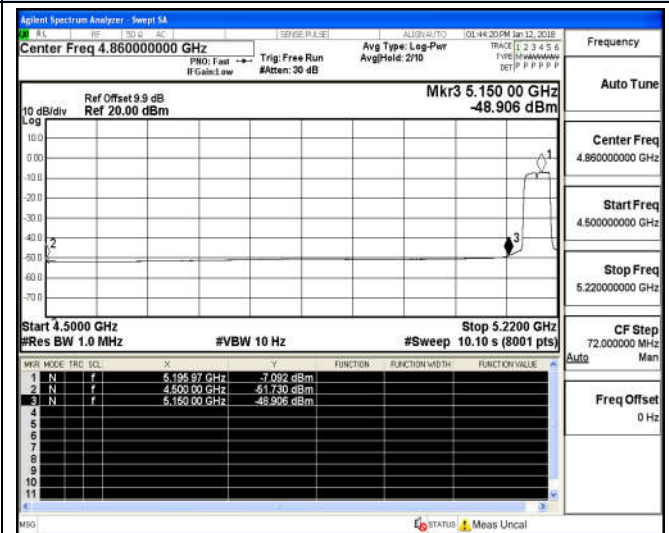 Agilent Spectrum Analyzer - Swept SA
RL RF 50 Ω AC SENSE:PULSE ALIGN AUTO 01:44:20 PM Jan 12, 2018
Center Freq 4.860000000 GHz
PNO: Fast
IFGain:Low
Trig: Free Run
#Atten: 30 dB
Avg Type: Log-Pwr
Avg|Hold: 2/10
TRACE 1 2 3 4 5 6
TYPE MWWWWW
DET P P P P P P
Ref Offset 9.9 dB
10 dB/div Ref 20.00 dBm
Log
Mkr3 5.150 00 GHz
-48.906 dBm
10.0
0.00
-10.0
-20.0
-30.0
-40.0
-50.0
-60.0
-70.0
1
2
3
Start 4.5000 GHz
Stop 5.2200 GHz
#Res BW 1.0 MHz #VBW 10 Hz #Sweep 10.10 s (8001 pts)
MKR MODE TRC SCL X Y FUNCTION FUNCTION WIDTH FUNCTION VALUE
1 N f 5.195 97 GHz -7.092 dBm
2 N f 4.500 00 GHz -51.730 dBm
3 N f 5.150 00 GHz -48.906 dBm
4
5
6
7
8
9
10
11
MSG STATUS Meas Uncal
Frequency
Auto Tune
Center Freq
4.860000000 GHz
Start Freq
4.500000000 GHz
Stop Freq
5.220000000 GHz
CF Step
72.000000 MHz
Auto Man
Freq Offset
0 Hz